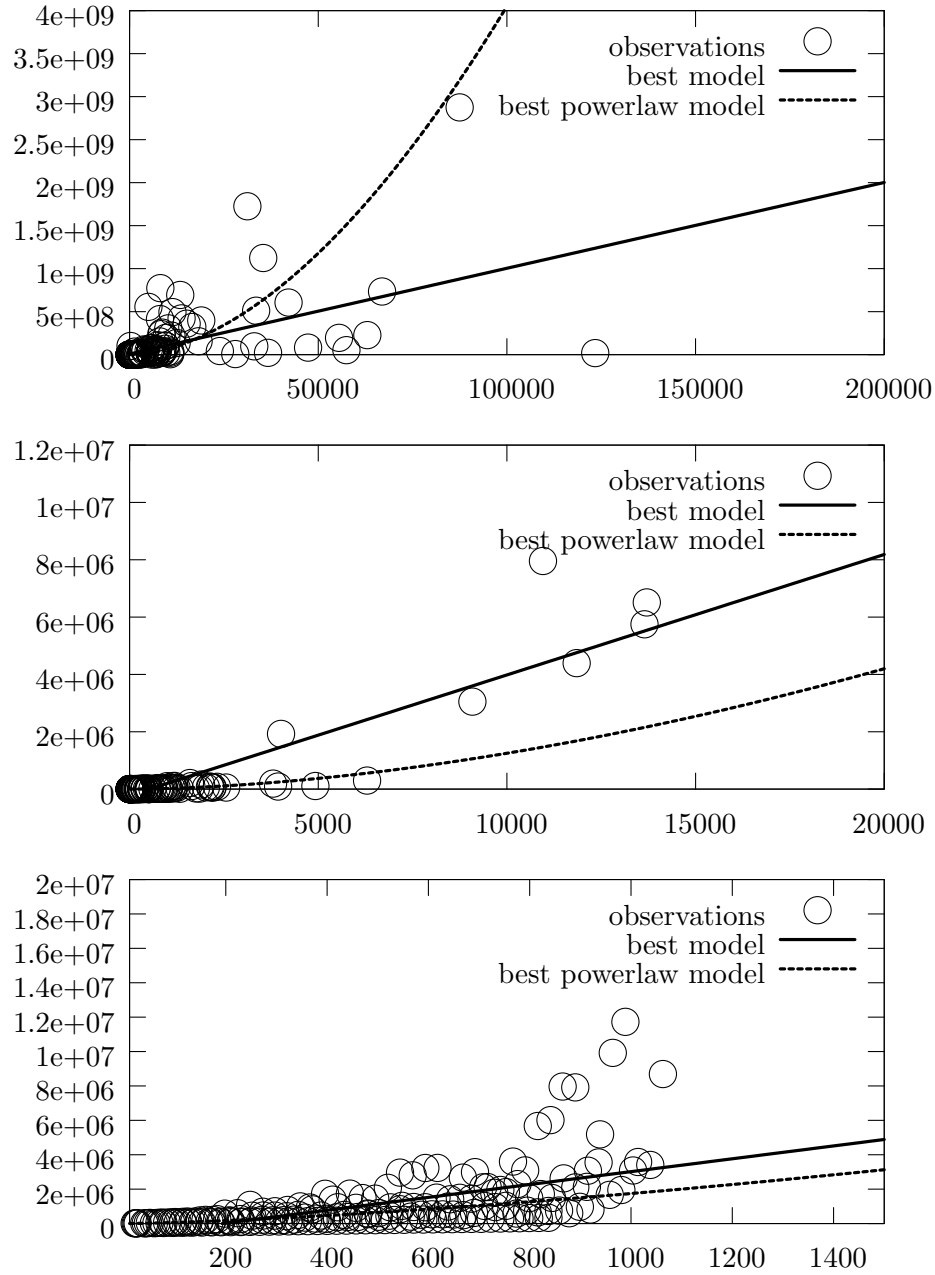 4e+09
3.5e+09
3e+09
2.5e+09
2e+09
1.5e+09
1e+09
5e+08
0
observations
best model
best powerlaw model
0 50000 100000 150000 200000
1.2e+07
1e+07
8e+06
6e+06
4e+06
2e+06
0
observations
best model
best powerlaw model
0 5000 10000 15000 20000
2e+07
1.8e+07
1.6e+07
1.4e+07
1.2e+07
1e+07
8e+06
6e+06
4e+06
2e+06
0
observations
best model
best powerlaw model
200 400 600 800 1000 1200 1400